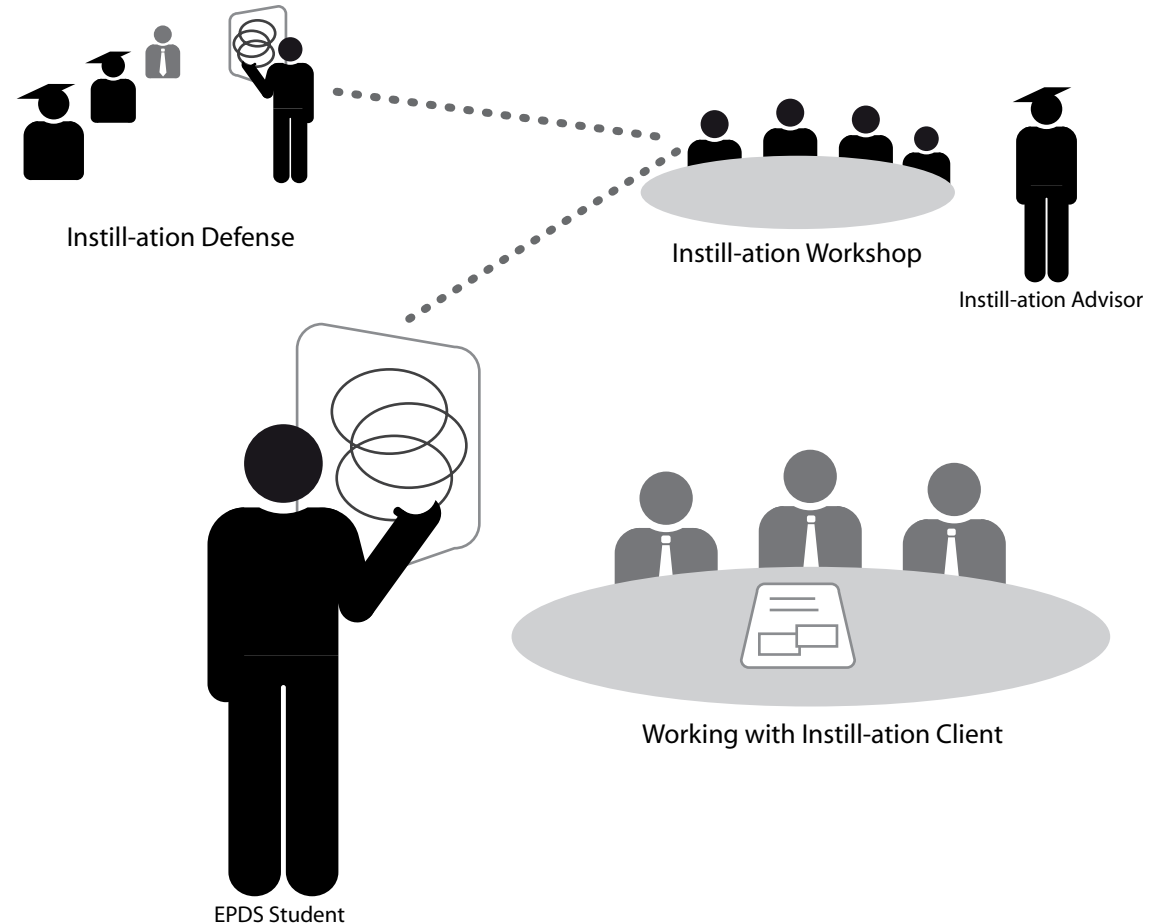 Instill-ation Defense
Instill-ation Workshop
Instill-ation Advisor
Working with Instill-ation Client
EPDS Student